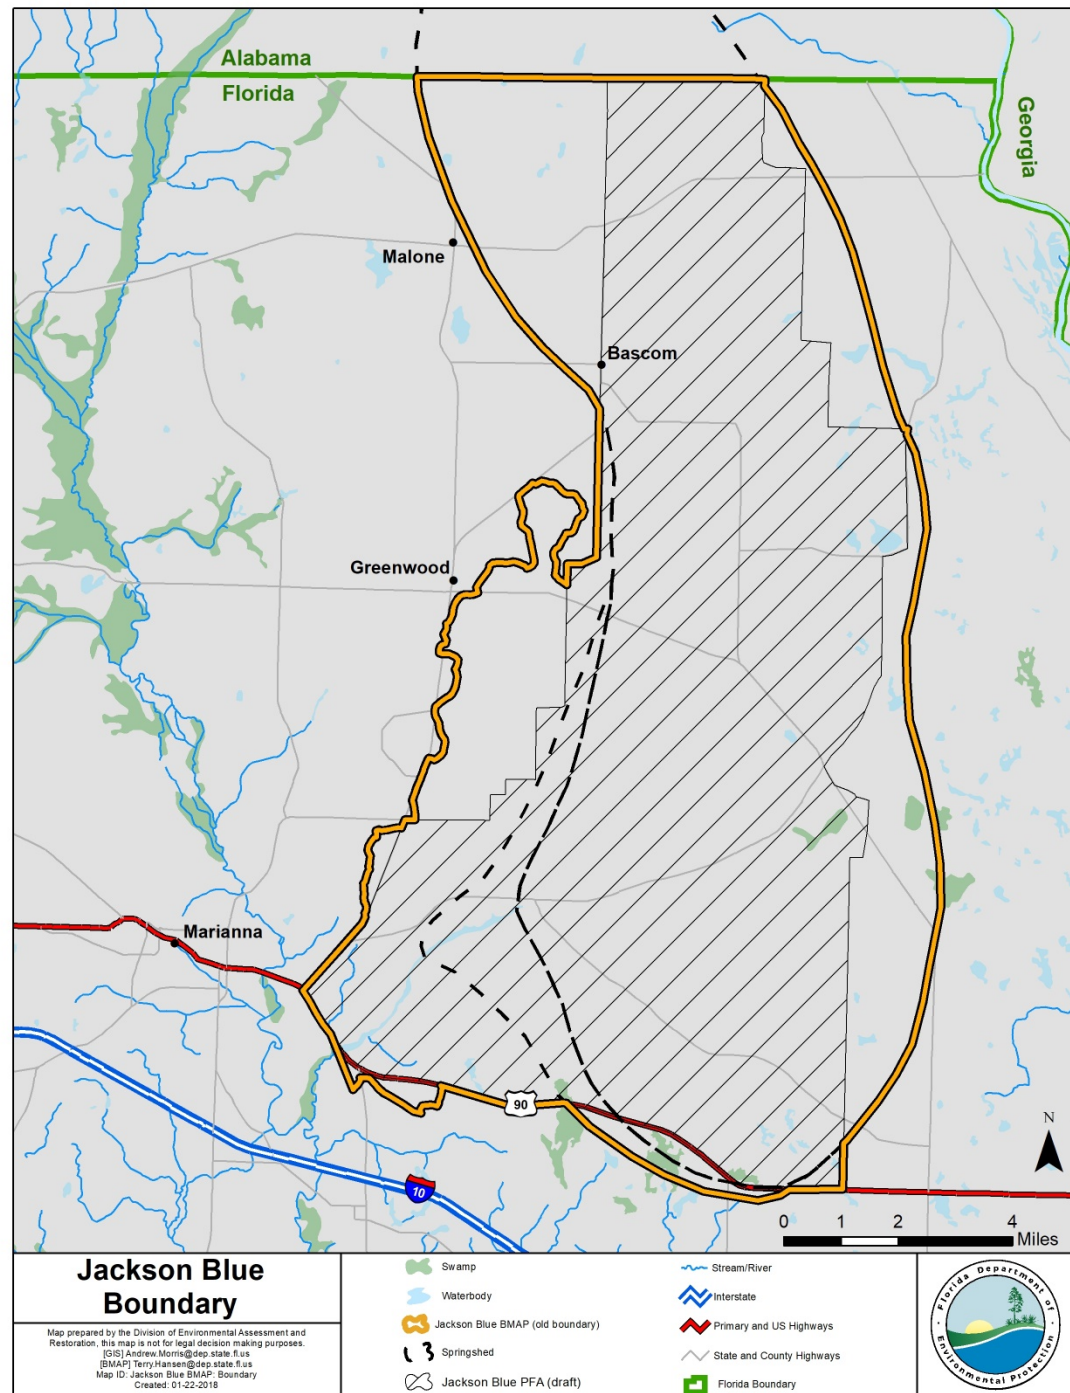 Alabama
Florida
Georgia
Malone
Bascom
Greenwood
Marianna
90
10
N
0 1 2 4
Miles
Jackson Blue
Boundary
Map prepared by the Division of Environmental Assessment and
Restoration, this map is not for legal decision making purposes.
[GIS] Andrew.Morris@dep.state.fl.us
[BMAP] Terry.Hansen@dep.state.fl.us
Map ID: Jackson Blue BMAP: Boundary
Created: 01-22-2018
Swamp
Waterbody
Jackson Blue BMAP (old boundary)
Springshed
Jackson Blue PFA (draft)
Stream/River
Interstate
Primary and US Highways
State and County Highways
Florida Boundary
Florida Department of
Environmental Protection